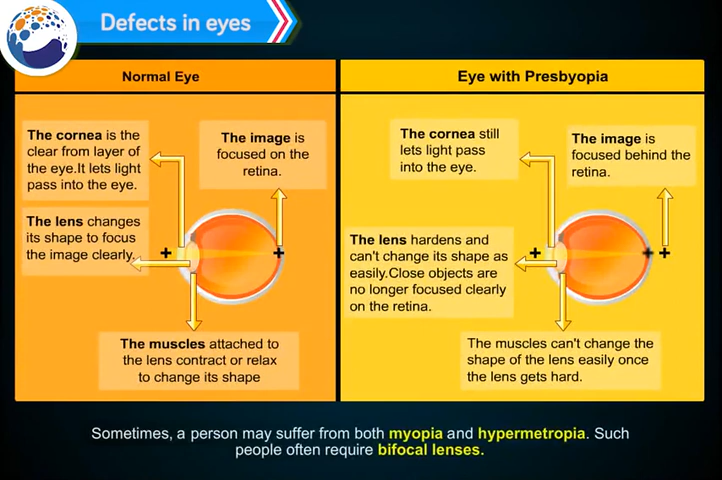 Defects in eyes
Normal Eye
The cornea is the
clear from layer of
the eye.It lets light
pass into the eye.
The image is
focused on the
retina.
The lens changes
its shape to focus
the image clearly.
The muscles attached to
the lens contract or relax
to change its shape
Eye with Presbyopia
The cornea still
lets light pass
into the eye.
The image is
focused behind the
retina.
The lens hardens and
can't change its shape as
easily.Close objects are
no longer focused clearly
on the retina.
The muscles can't change the
shape of the lens easily once
the lens gets hard.
Sometimes, a person may suffer from both myopia and hypermetropia. Such
people often require bifocal lenses.